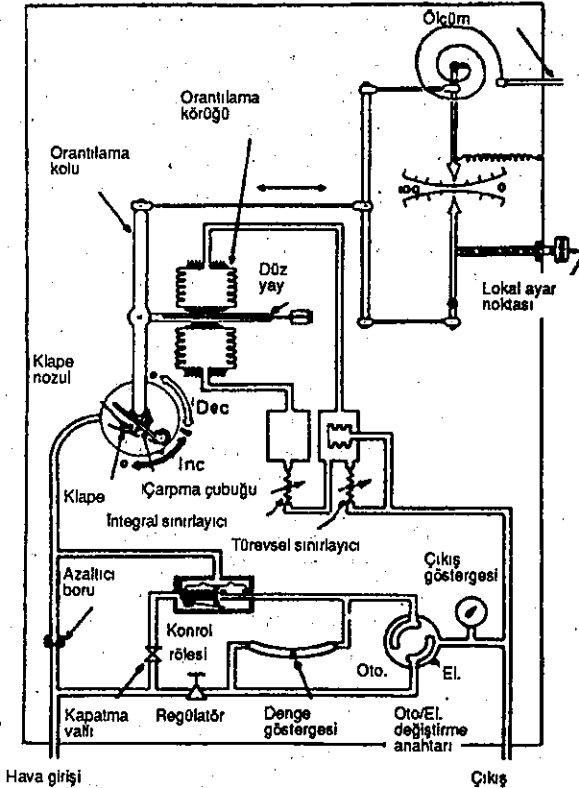 Ölçüm
Orantılama
körüğü
Orantılama
kolu
100
0
Düz
yay
Lokal ayar
noktası
Klape
nozul
Dec
Inc
Klape
Çarpma çubuğu
İntegral sınırlayıcı
Türevsel sınırlayıcı
Azaltıcı
boru
Çıkış
göstergesi
Konrol
rölesi
Oto.
El.
Kapatma
valfı
Regülatör
Denge
göstergesi
Oto/El.
değiştirme
anahtarı
Hava girişi
Çıkış